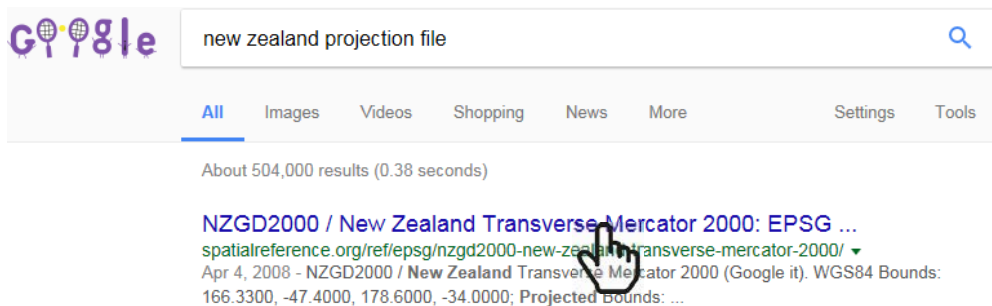 Google
new zealand projection file
All Images Videos Shopping News More Settings Tools
About 504,000 results (0.38 seconds)
NZGD2000 / New Zealand Transverse Mercator 2000: EPSG ...
spatialreference.org/ref/epsg/nzgd2000-new-zealand-transverse-mercator-2000/
Apr 4, 2008 - NZGD2000 / New Zealand Transverse Mercator 2000 (Google it). WGS84 Bounds:
166.3300, -47.4000, 178.6000, -34.0000; Projected Bounds: ...